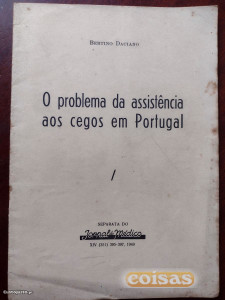 BERTINO DACIANO
O problema da assistência
aos cegos em Portugal
SEPARATA DO
Jornal do Médico
coisas